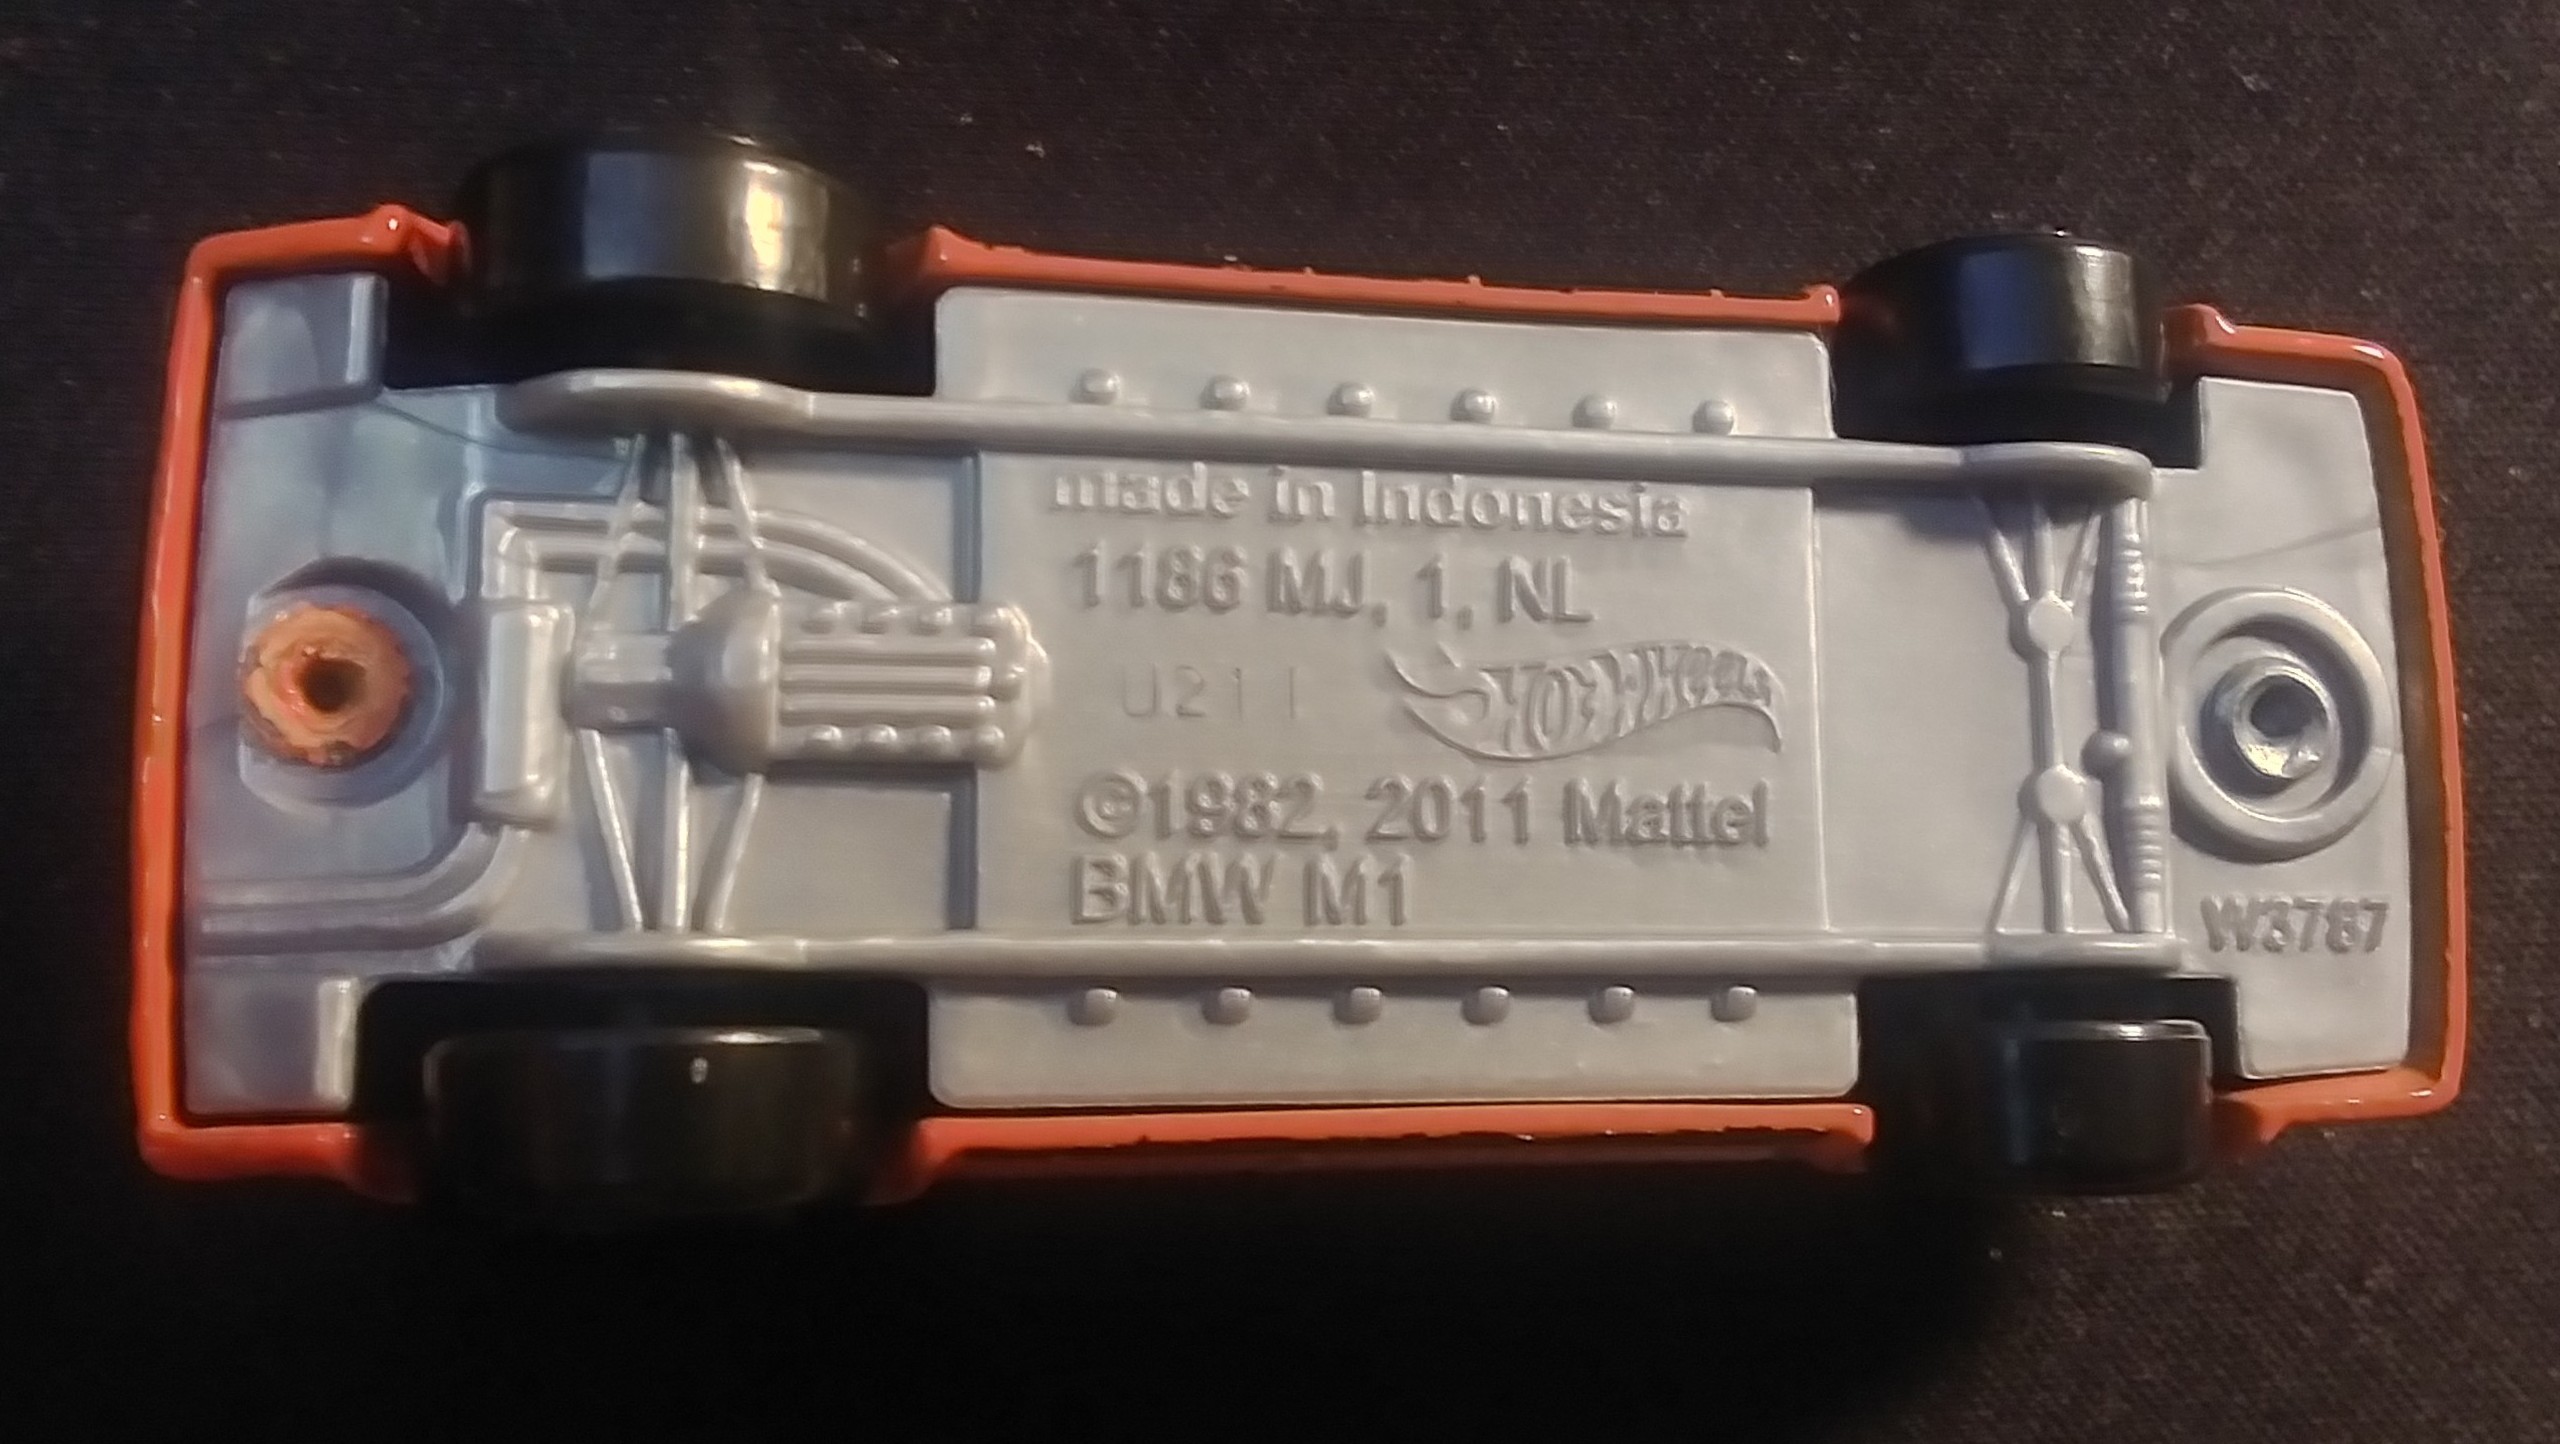 made in Indonesia
1186 MJ, 1, NL
U211
HOT WHEELS
©1982, 2011 Mattel
BMW M1
W3787